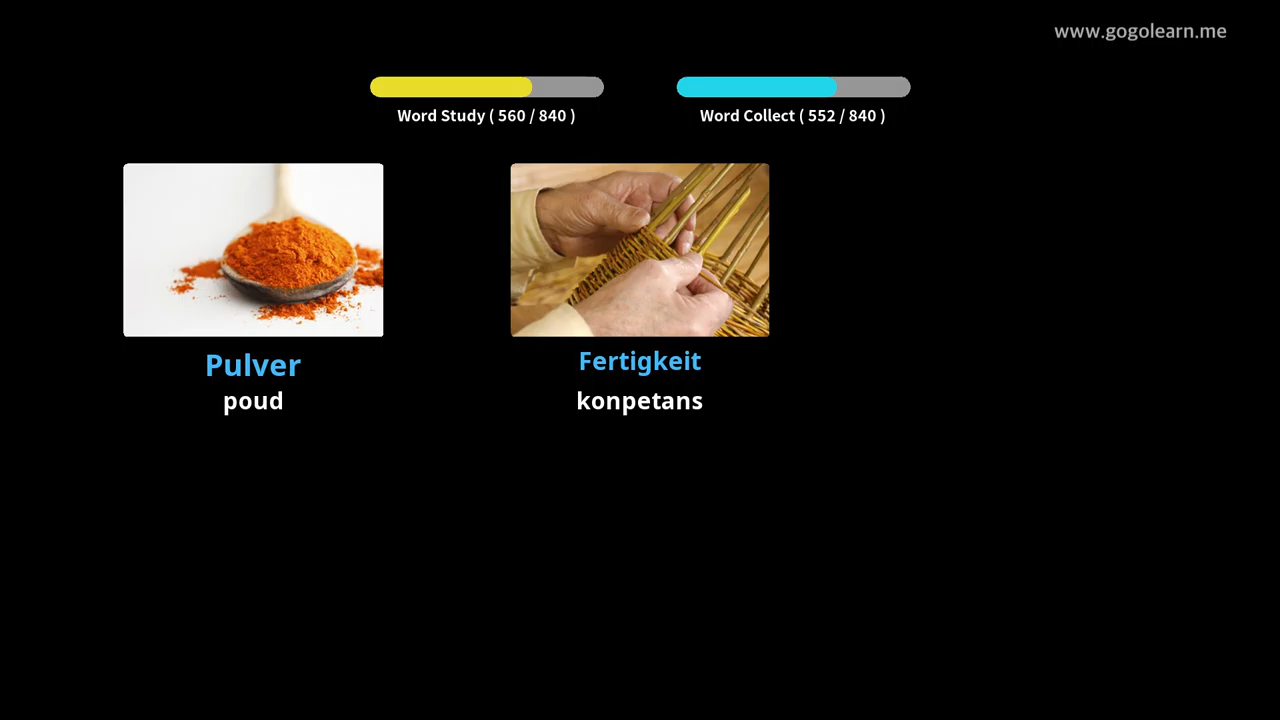 www.gogolearn.me
Word Study ( 560 / 840 )
Word Collect ( 552 / 840 )
Pulver
poud
Fertigkeit
konpetans